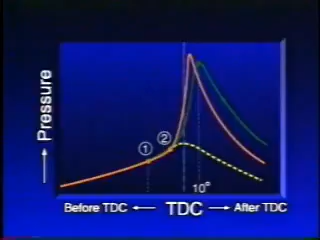 Pressure
①
②
10°
Before TDC ← TDC → After TDC